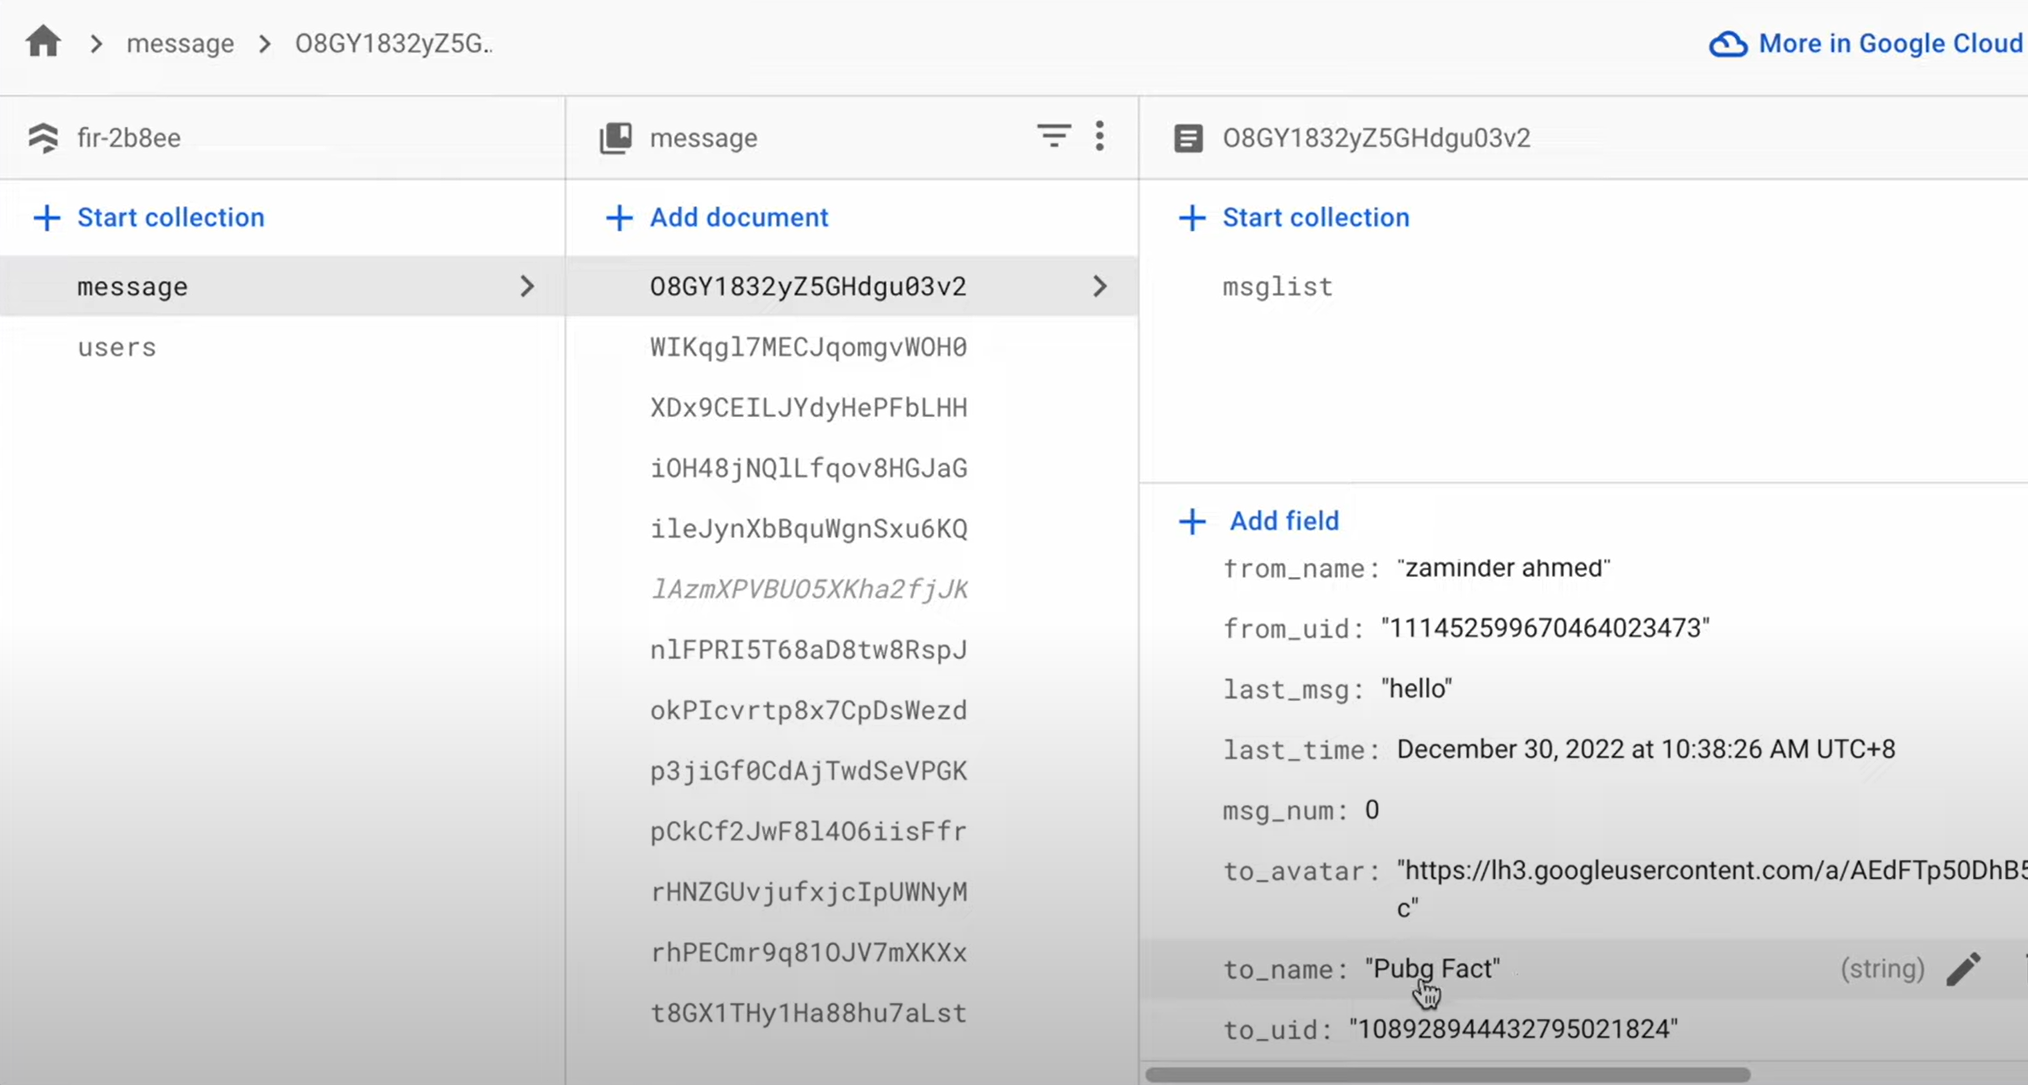 message
O8GY1832yZ5G..
More in Google Cloud
fir-2b8ee
message
O8GY1832yZ5GHdgu03v2
Start collection
Add document
Start collection
message
users
O8GY1832yZ5GHdgu03v2
WIKqgl7MECJqomgvWOH0
XDx9CEILJYdyHePFbLHH
iOH48jNQlLfqov8HGJaG
ileJynXbBquWgnSxu6KQ
lAzmXPVBUO5XKha2fjJK
nlFPRI5T68aD8tw8RspJ
okPIcvrtp8x7CpDsWezd
p3jiGf0CdAjTwdSeVPGK
pCkCf2JwF8l4O6iisFfr
rHNZGUvjufxjcIpUWNyM
rhPECmr9q81OJV7mXKXx
t8GX1THy1Ha88hu7aLst
msglist
Add field
from_name: "zaminder ahmed"
from_uid: "111452599670464023473"
last_msg: "hello"
last_time: December 30, 2022 at 10:38:26 AM UTC+8
msg_num: 0
to_avatar: "https://lh3.googleusercontent.com/a/AEdFTp50DhB5
c"
to_name: "Pubg Fact" (string)
to_uid: "108928944432795021824"